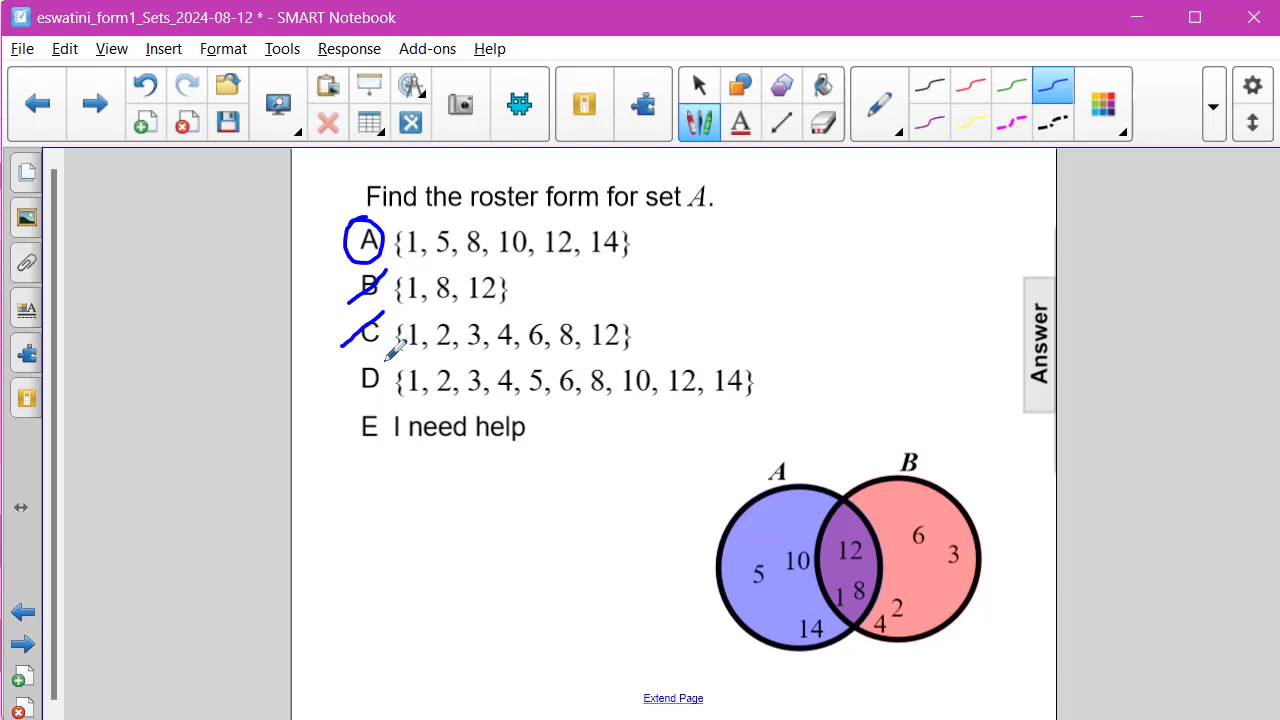 eswatini_form1_Sets_2024-08-12 * - SMART Notebook
File Edit View Insert Format Tools Response Add-ons Help
Find the roster form for set A.
A {1, 5, 8, 10, 12, 14}
B {1, 8, 12}
C {1, 2, 3, 4, 6, 8, 12}
D {1, 2, 3, 4, 5, 6, 8, 10, 12, 14}
E I need help
Answer
A B
12 6 3
5 10
1 8 2
14 4
Extend Page